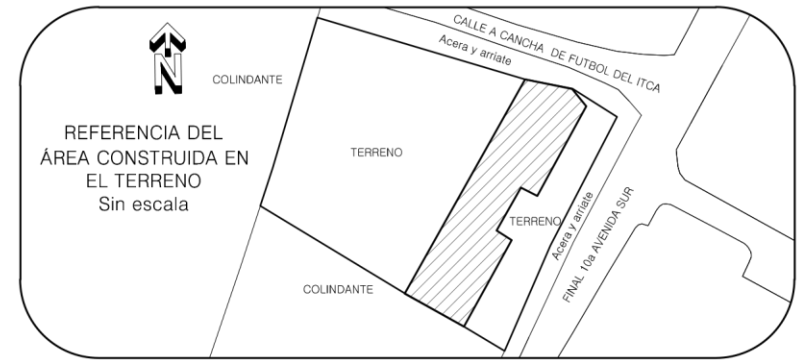 CALLE A CANCHA DE FUTBOL DEL ITCA
Acera y arriate
N
COLINDANTE
REFERENCIA DEL
ÁREA CONSTRUIDA EN
EL TERRENO
Sin escala
TERRENO
TERRENO
Acera y arriate
FINAL 10a AVENIDA SUR
COLINDANTE